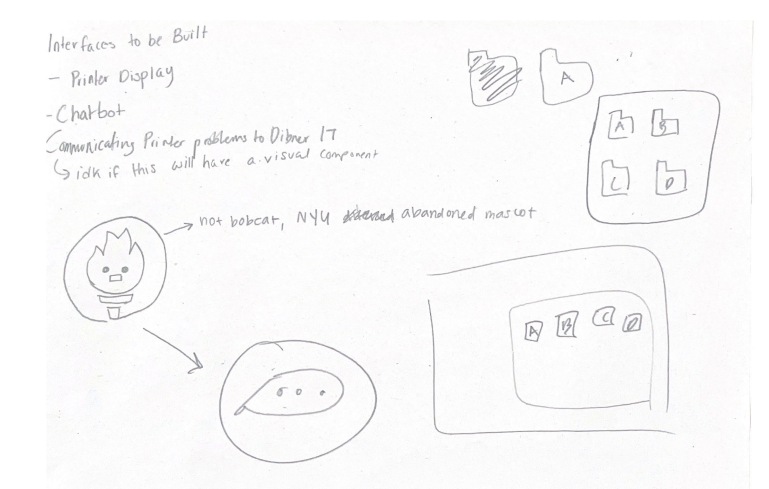 Interfaces to be Built
- Printer Display
- Chatbot
Communicating Printer problems to Dibner IT
↳ idk if this will have a visual component
→ not bobcat, NYU abandoned mascot
A
A B
C D
A B C D